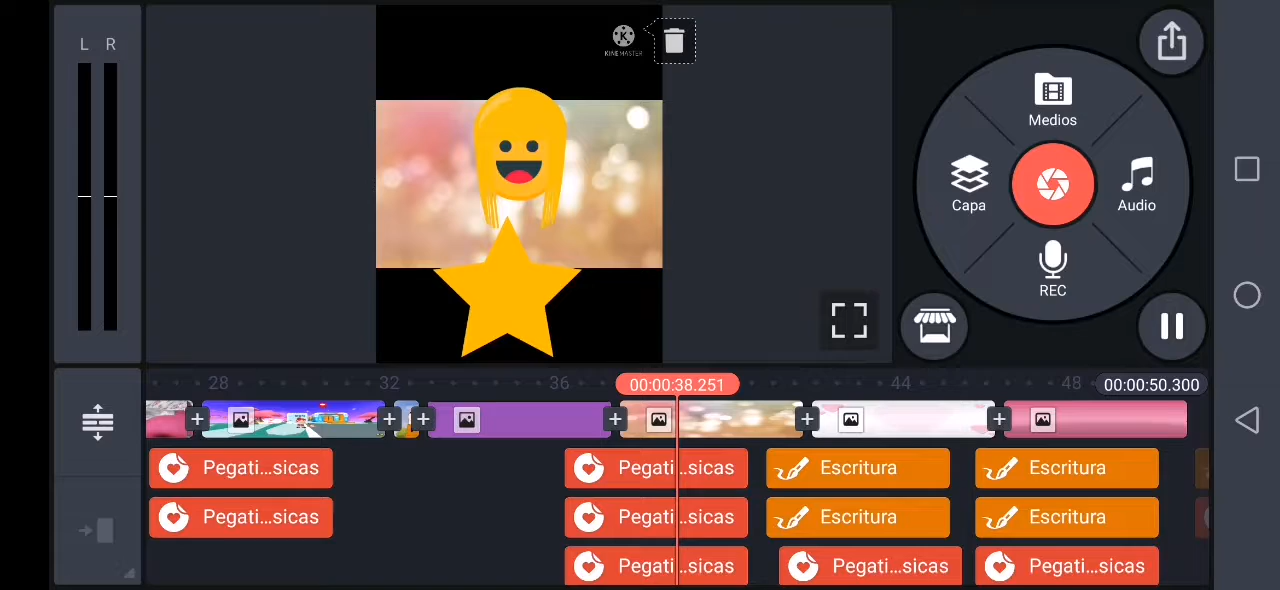 L R
KINEMASTER
Medios
Capa
Audio
REC
28 32 36 00:00:38.251 44 48 00:00:50.300
Pegati...sicas Pegati...sicas Escritura Escritura
Pegati...sicas Pegati...sicas Escritura Escritura
Pegati...sicas Pegati...sicas Pegati...sicas